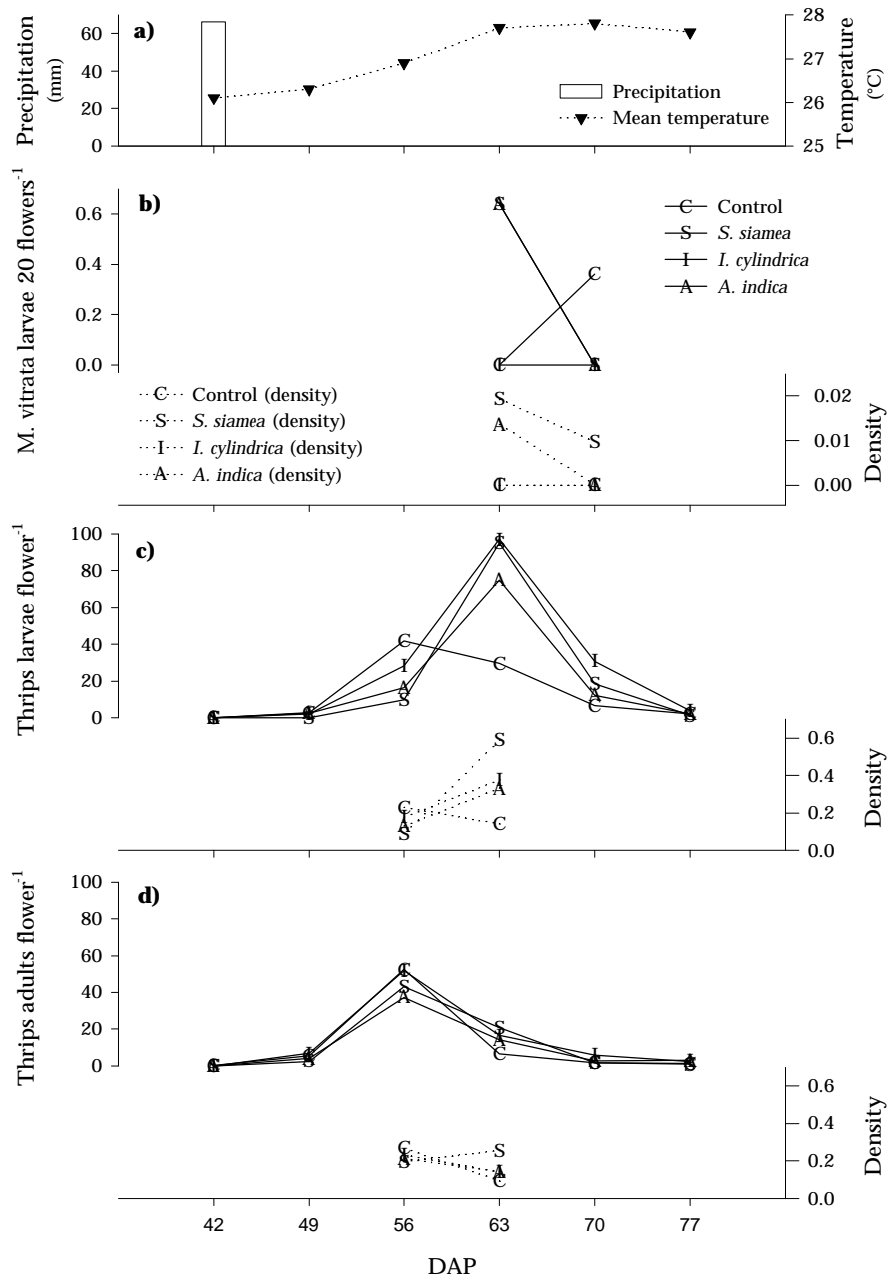 a)
60
40
20
0
Precipitation
(mm)
28
27
26
25
Temperature
(°C)
Precipitation
Mean temperature
b)
0.6
0.4
0.2
0.0
M. vitrata larvae 20 flowers-1
C Control
S S. siamea
I I. cylindrica
A A. indica
C Control (density)
S S. siamea (density)
I I. cylindrica (density)
A A. indica (density)
0.02
0.01
0.00
Density
c)
100
80
60
40
20
0
Thrips larvae flower-1
0.6
0.4
0.2
0.0
Density
d)
100
80
60
40
20
0
Thrips adults flower-1
0.6
0.4
0.2
0.0
Density
42 49 56 63 70 77
DAP